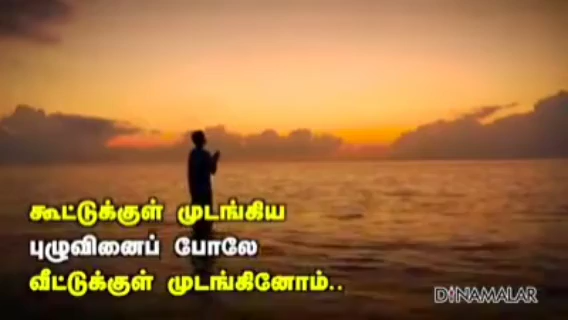 கூட்டுக்குள் முடங்கிய
புழுவினைப் போலே
வீட்டுக்குள் முடங்கினோம்..
DINAMALAR